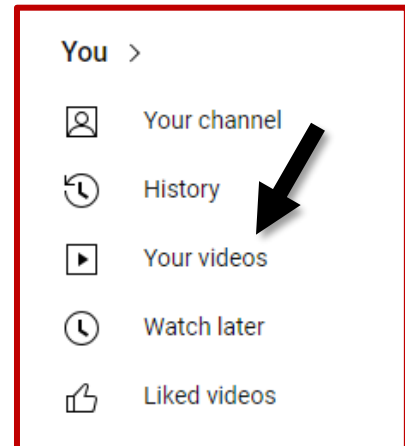 You >
Your channel
History
Your videos
Watch later
Liked videos